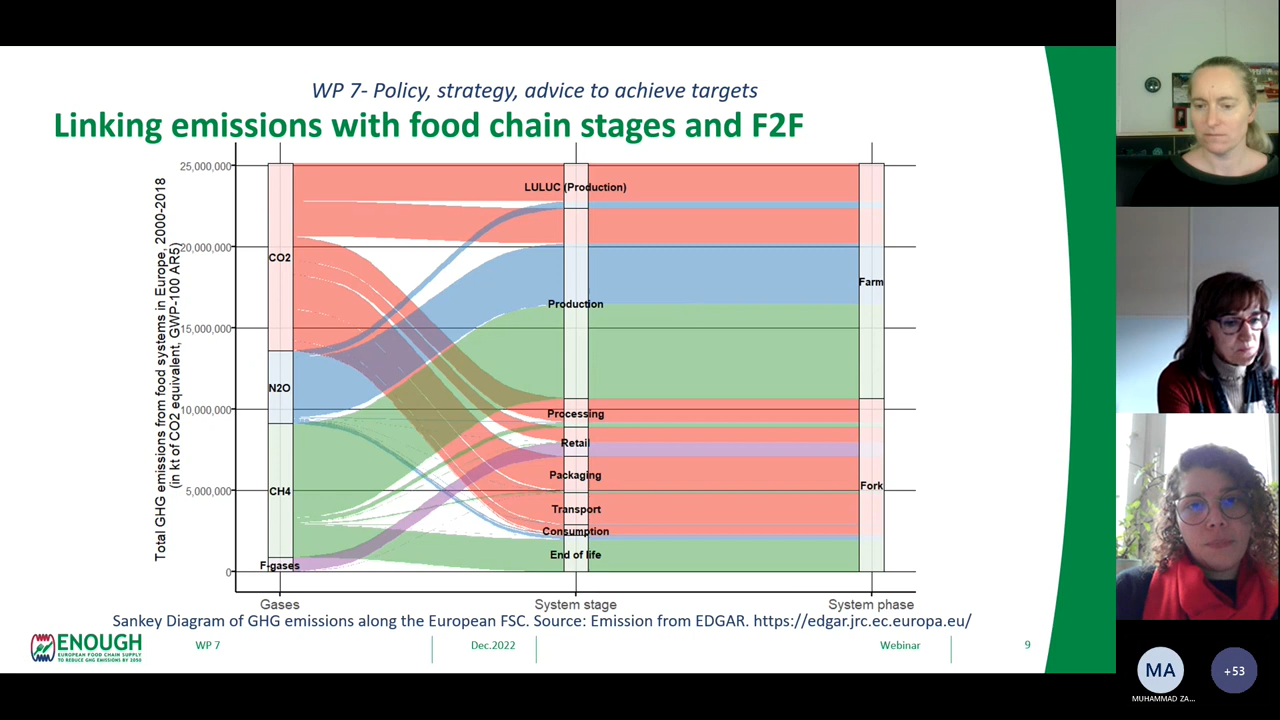 WP 7- Policy, strategy, advice to achieve targets
Linking emissions with food chain stages and F2F
Total GHG emissions from food systems in Europe, 2000-2018
(in kt of CO2 equivalent, GWP-100 AR5)
25,000,000
20,000,000
15,000,000
10,000,000
5,000,000
0
CO2
N2O
CH4
F-gases
LULUC (Production)
Production
Processing
Retail
Packaging
Transport
Consumption
End of life
Farm
Fork
Gases
System stage
System phase
Sankey Diagram of GHG emissions along the European FSC. Source: Emission from EDGAR. https://edgar.jrc.ec.europa.eu/
ENOUGH
EUROPEAN FOOD CHAIN SUPPLY
TO REDUCE GHG EMISSIONS BY 2050
WP 7
Dec.2022
Webinar
9
MA
MUHAMMAD ZA...
+53